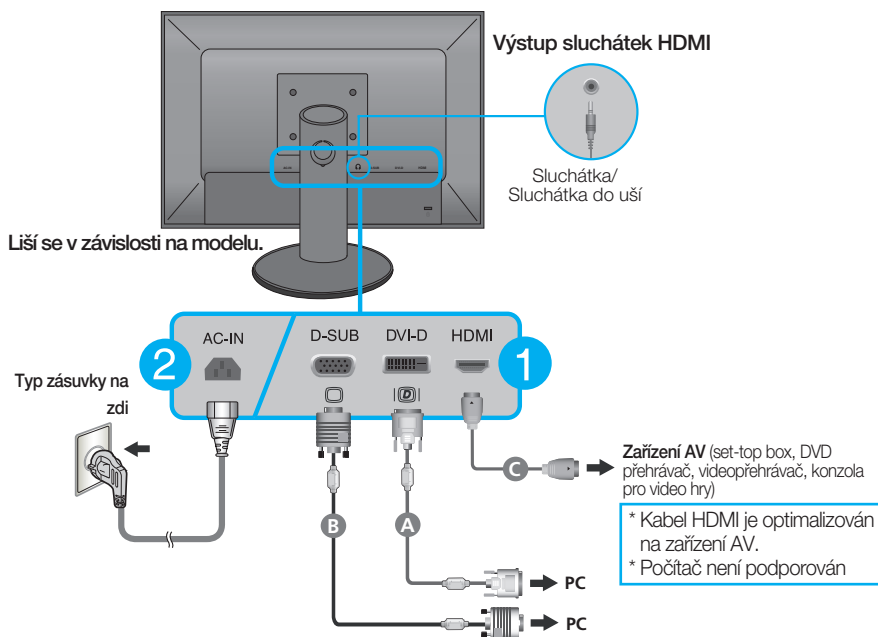 Výstup sluchátek HDMI
Sluchátka/
Sluchátka do uší
Liší se v závislosti na modelu.
2
AC-IN
D-SUB
DVI-D
HDMI
1
D
Typ zásuvky na
zdi
C
Zařízení AV (set-top box, DVD
přehrávač, videopřehrávač, konzola
pro video hry)
* Kabel HDMI je optimalizován
na zařízení AV.
* Počítač není podporován
B
A
PC
PC